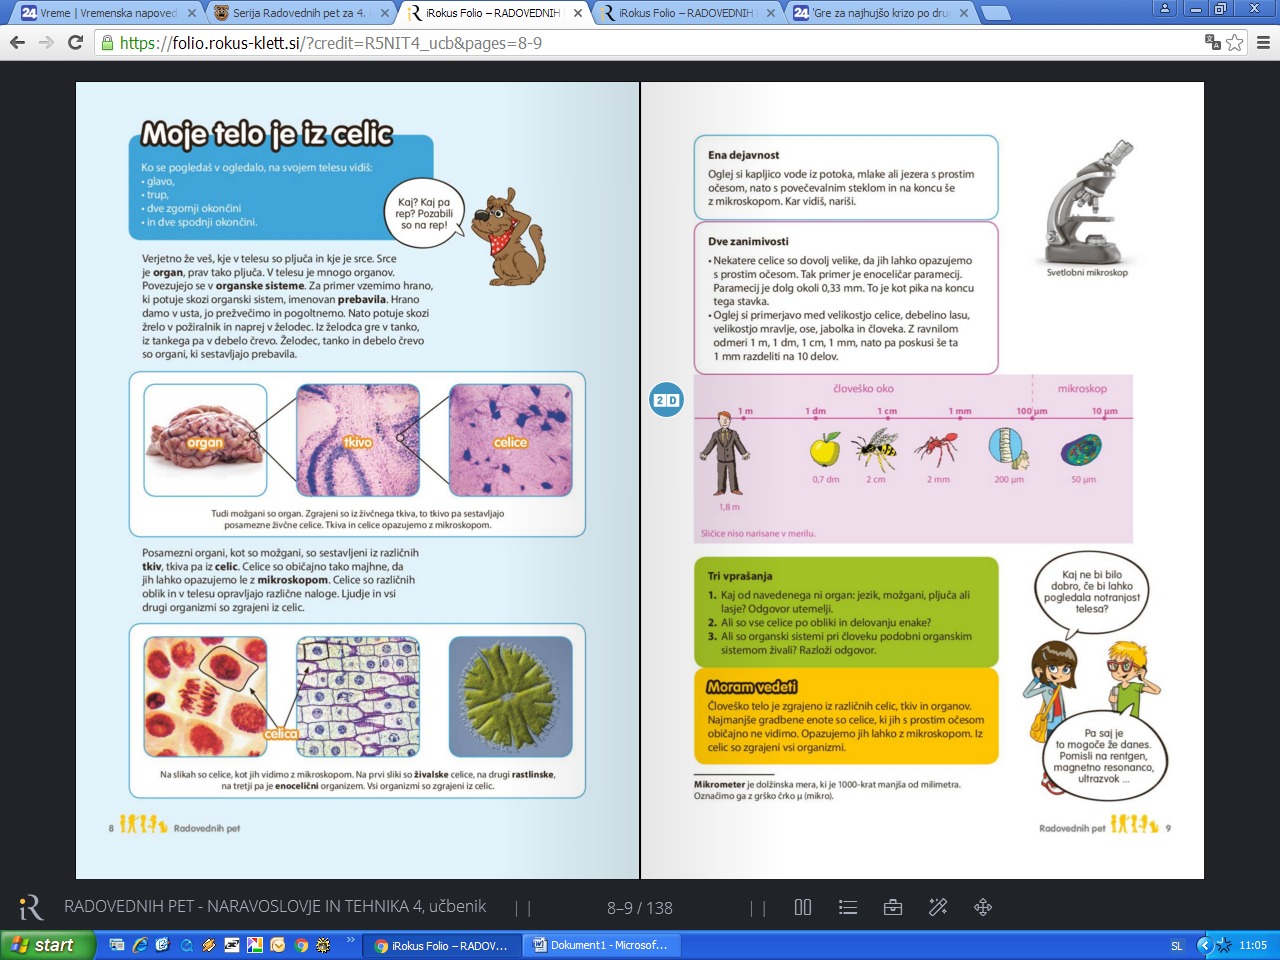 24 Vreme | Vremenska napoved
Serija Radovednih pet za 4.
iRokus Folio – RADOVEDNIH
iRokus Folio – RADOVEDNIH
24 'Gre za najhujšo krizo po dru
https://folio.rokus-klett.si/?credit=R5NIT4_ucb&pages=8-9
Moje telo je iz celic
Ko se pogledaš v ogledalo, na svojem telesu vidiš:
• glavo,
• trup,
• dve zgornji okončini
• in dve spodnji okončini.
Kaj? Kaj pa
rep? Pozabili
so na rep!
Verjetno že veš, kje v telesu so pljuča in kje je srce. Srce
je organ, prav tako pljuča. V telesu je mnogo organov.
Povezujejo se v organske sisteme. Za primer vzemimo hrano,
ki potuje skozi organski sistem, imenovan prebavila. Hrano
damo v usta, jo prežvečimo in pogoltnemo. Nato potuje skozi
žrelo v požiralnik in naprej v želodec. Iz želodca gre v tanko,
iz tankega pa v debelo črevo. Želodec, tanko in debelo črevo
so organi, ki sestavljajo prebavila.
organ
tkivo
celice
Tudi možgani so organ. Zgrajeni so iz živčnega tkiva, to tkivo pa sestavljajo
posamezne živčne celice. Tkiva in celice opazujemo z mikroskopom.
Posamezni organi, kot so možgani, so sestavljeni iz različnih
tkiv, tkiva pa iz celic. Celice so običajno tako majhne, da
jih lahko opazujemo le z mikroskopom. Celice so različnih
oblik in v telesu opravljajo različne naloge. Ljudje in vsi
drugi organizmi so zgrajeni iz celic.
celica
Na slikah so celice, kot jih vidimo z mikroskopom. Na prvi sliki so živalske celice, na drugi rastlinske,
na tretji pa je enocelični organizem. Vsi organizmi so zgrajeni iz celic.
8 Radovednih pet
Ena dejavnost
Oglej si kapljico vode iz potoka, mlake ali jezera s prostim
očesom, nato s povečevalnim steklom in na koncu še
z mikroskopom. Kar vidiš, nariši.
Svetlobni mikroskop
Dve zanimivosti
• Nekatere celice so dovolj velike, da jih lahko opazujemo
s prostim očesom. Tak primer je enoceličar paramecij.
Paramecij je dolg okoli 0,33 mm. To je kot pika na koncu
tega stavka.
• Oglej si primerjavo med velikostjo celice, debelino lasu,
velikostjo mravlje, ose, jabolka in človeka. Z ravnilom
odmeri 1 m, 1 dm, 1 cm, 1 mm, nato pa poskusi še ta
1 mm razdeliti na 10 delov.
2 D
človeško oko
mikroskop
1 m
1 dm
1 cm
1 mm
100 µm
10 µm
1,8 m
0,7 dm
2 cm
2 mm
200 µm
50 µm
Sličice niso narisane v merilu.
Tri vprašanja
1. Kaj od navedenega ni organ: jezik, možgani, pljuča ali
lasje? Odgovor utemelji.
2. Ali so vse celice po obliki in delovanju enake?
3. Ali so organski sistemi pri človeku podobni organskim
sistemom živali? Razloži odgovor.
Kaj ne bi bilo
dobro, če bi lahko
pogledala notranjost
telesa?
Moram vedeti
Človeško telo je zgrajeno iz različnih celic, tkiv in organov.
Najmanjše gradbene enote so celice, ki jih s prostim očesom
običajno ne vidimo. Opazujemo jih lahko z mikroskopom. Iz
celic so zgrajeni vsi organizmi.
Pa saj je
to mogoče že danes.
Pomisli na rentgen,
magnetno resonanco,
ultrazvok ...
Mikrometer je dolžinska mera, ki je 1000-krat manjša od milimetra.
Označimo ga z grško črko µ (mikro).
Radovednih pet 9
iR RADOVEDNIH PET - NARAVOSLOVJE IN TEHNIKA 4, učbenik
8–9 / 138
start
iRokus Folio – RADOV...
Dokument1 - Microsof...
SL
11:05